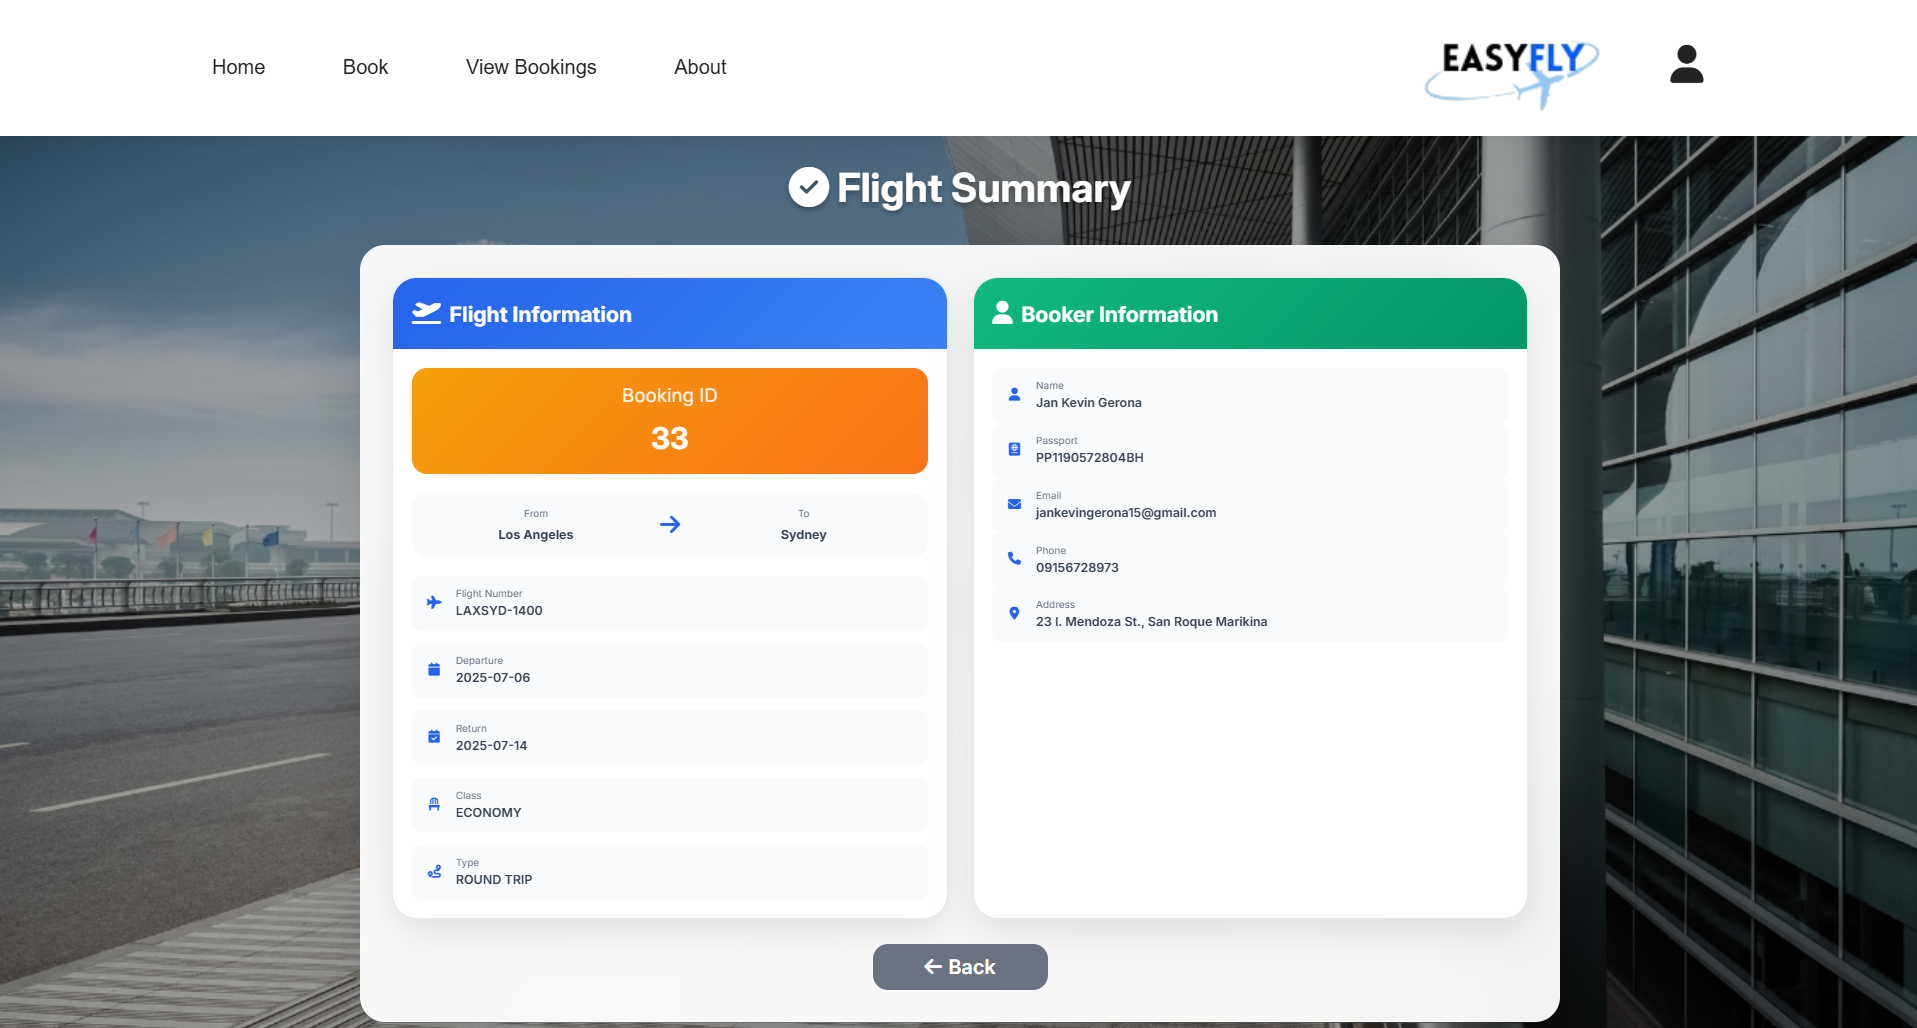 Home
Book
View Bookings
About
EASYFLY
Flight Summary
Flight Information
Booking ID
33
From
Los Angeles
To
Sydney
Flight Number
LAXSYD-1400
Departure
2025-07-06
Return
2025-07-14
Class
ECONOMY
Type
ROUND TRIP
Booker Information
Name
Jan Kevin Gerona
Passport
PP1190572804BH
Email
jankevingerona15@gmail.com
Phone
09156728973
Address
23 I. Mendoza St., San Roque Marikina
Back